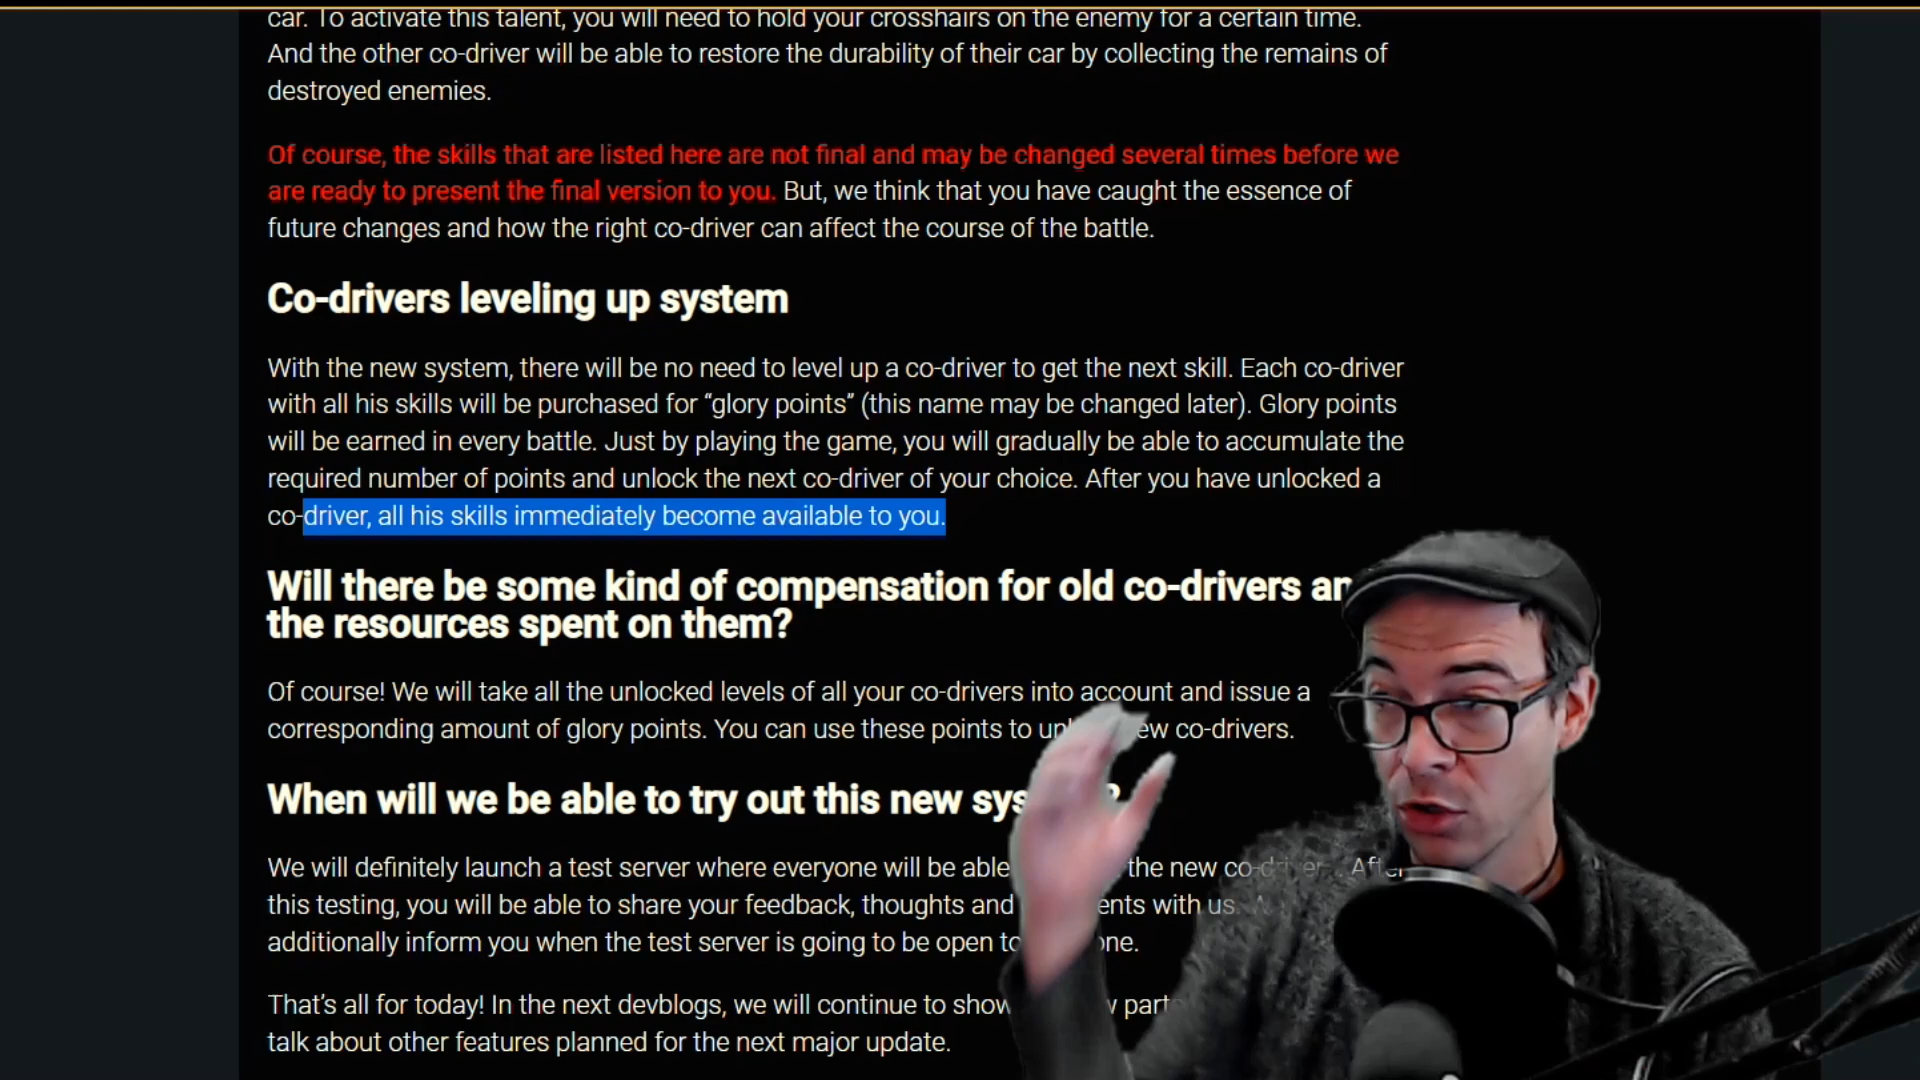 car. To activate this talent, you will need to hold your crosshairs on the enemy for a certain time.
And the other co-driver will be able to restore the durability of their car by collecting the remains of
destroyed enemies.
Of course, the skills that are listed here are not final and may be changed several times before we
are ready to present the final version to you. But, we think that you have caught the essence of
future changes and how the right co-driver can affect the course of the battle.
Co-drivers leveling up system
With the new system, there will be no need to level up a co-driver to get the next skill. Each co-driver
with all his skills will be purchased for “glory points” (this name may be changed later). Glory points
will be earned in every battle. Just by playing the game, you will gradually be able to accumulate the
required number of points and unlock the next co-driver of your choice. After you have unlocked a
co-driver, all his skills immediately become available to you.
Will there be some kind of compensation for old co-drivers
the resources spent on them?
Of course! We will take all the unlocked levels of all your co-drivers into account and issue a
corresponding amount of glory points. You can use these points to co-drivers.
When will we be able to try out this new
We will definitely launch a test server where everyone will be able the new After
this testing, you will be able to share your feedback, thoughts and with us.
additionally inform you when the test server is going to be open
That’s all for today! In the next devblogs, we will continue to show
talk about other features planned for the next major update.